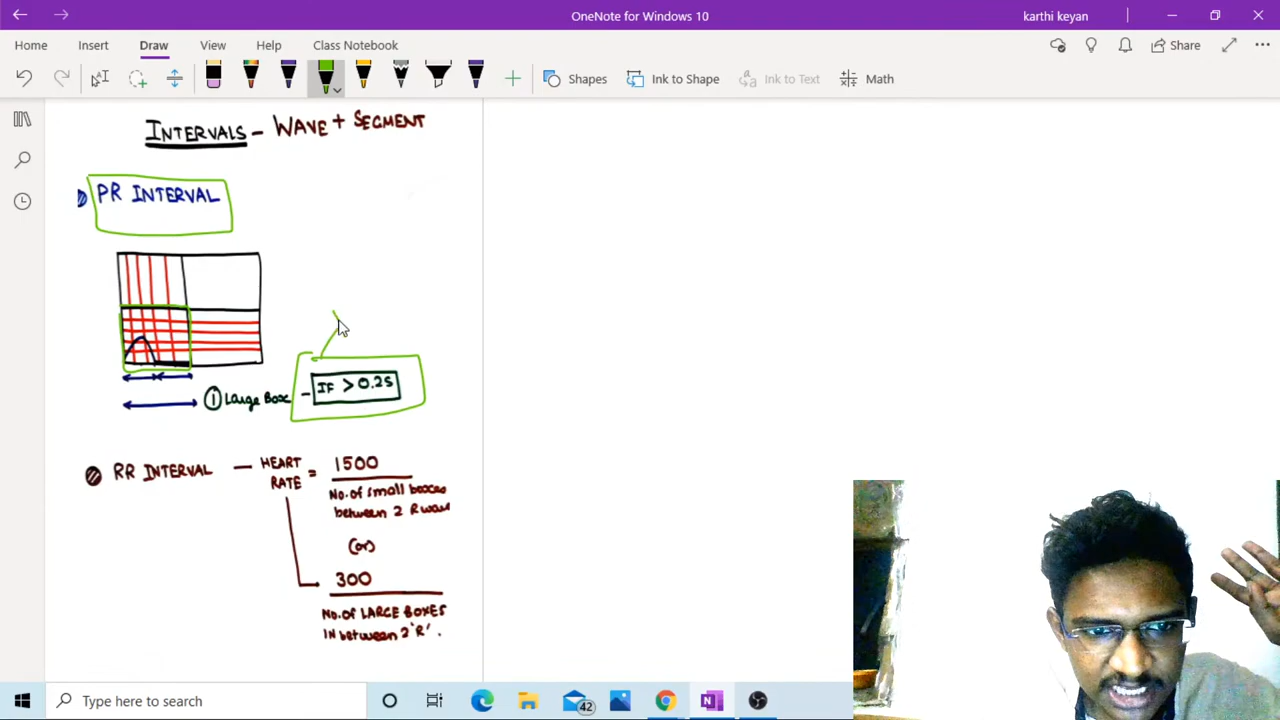 OneNote for Windows 10
karthi keyan
Home Insert Draw View Help Class Notebook
Share
Shapes Ink to Shape Ink to Text Math
INTERVALS - WAVE + SEGMENT
PR INTERVAL
① Large Box - IF > 0.2s
RR INTERVAL — HEART RATE = 1500
No. of small boxes
between 2 R wave
(or)
300
No. of LARGE BOXES
IN between 2 'R'.
Type here to search
42